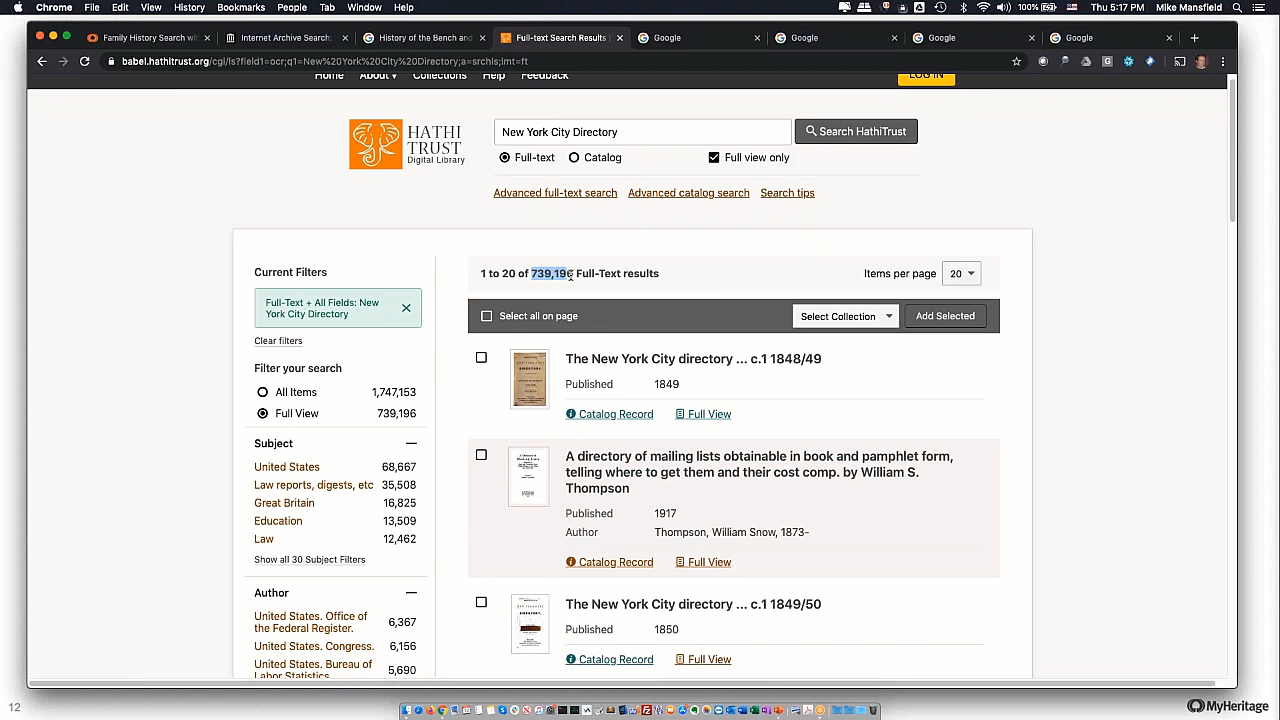 Chrome File Edit View History Bookmarks People Tab Window Help 100% Thu 5:17 PM Mike Mansfield
Family History Search wit Internet Archive Search: History of the Bench and Full-Text Search Results | Google Google Google Google
babel.hathitrust.org/cgi/ls?field1=ocr;q1=New%20York%20City%20Directory;a=srchls;lmt=ft
Home About Collections Help Feedback LOG IN
HATHI
TRUST
Digital Library
New York City Directory Search HathiTrust
Full-text Catalog Full view only
Advanced full-text search Advanced catalog search Search tips
Current Filters
Full-Text + All Fields: New
York City Directory
Clear filters
Filter your search
All Items 1,747,153
Full View 739,196
Subject
United States 68,667
Law reports, digests, etc 35,508
Great Britain 16,825
Education 13,509
Law 12,462
Show all 30 Subject Filters
Author
United States. Office of
the Federal Register. 6,367
United States. Congress. 6,156
United States. Bureau of
Labor Statistics. 5,690
1 to 20 of 739,196 Full-Text results Items per page 20
Select all on page Select Collection Add Selected
The New York City directory ... c.1 1848/49
Published 1849
Catalog Record Full View
A directory of mailing lists obtainable in book and pamphlet form,
telling where to get them and their cost comp. by William S.
Thompson
Published 1917
Author Thompson, William Snow, 1873-
Catalog Record Full View
The New York City directory ... c.1 1849/50
Published 1850
Catalog Record Full View
12
MyHeritage